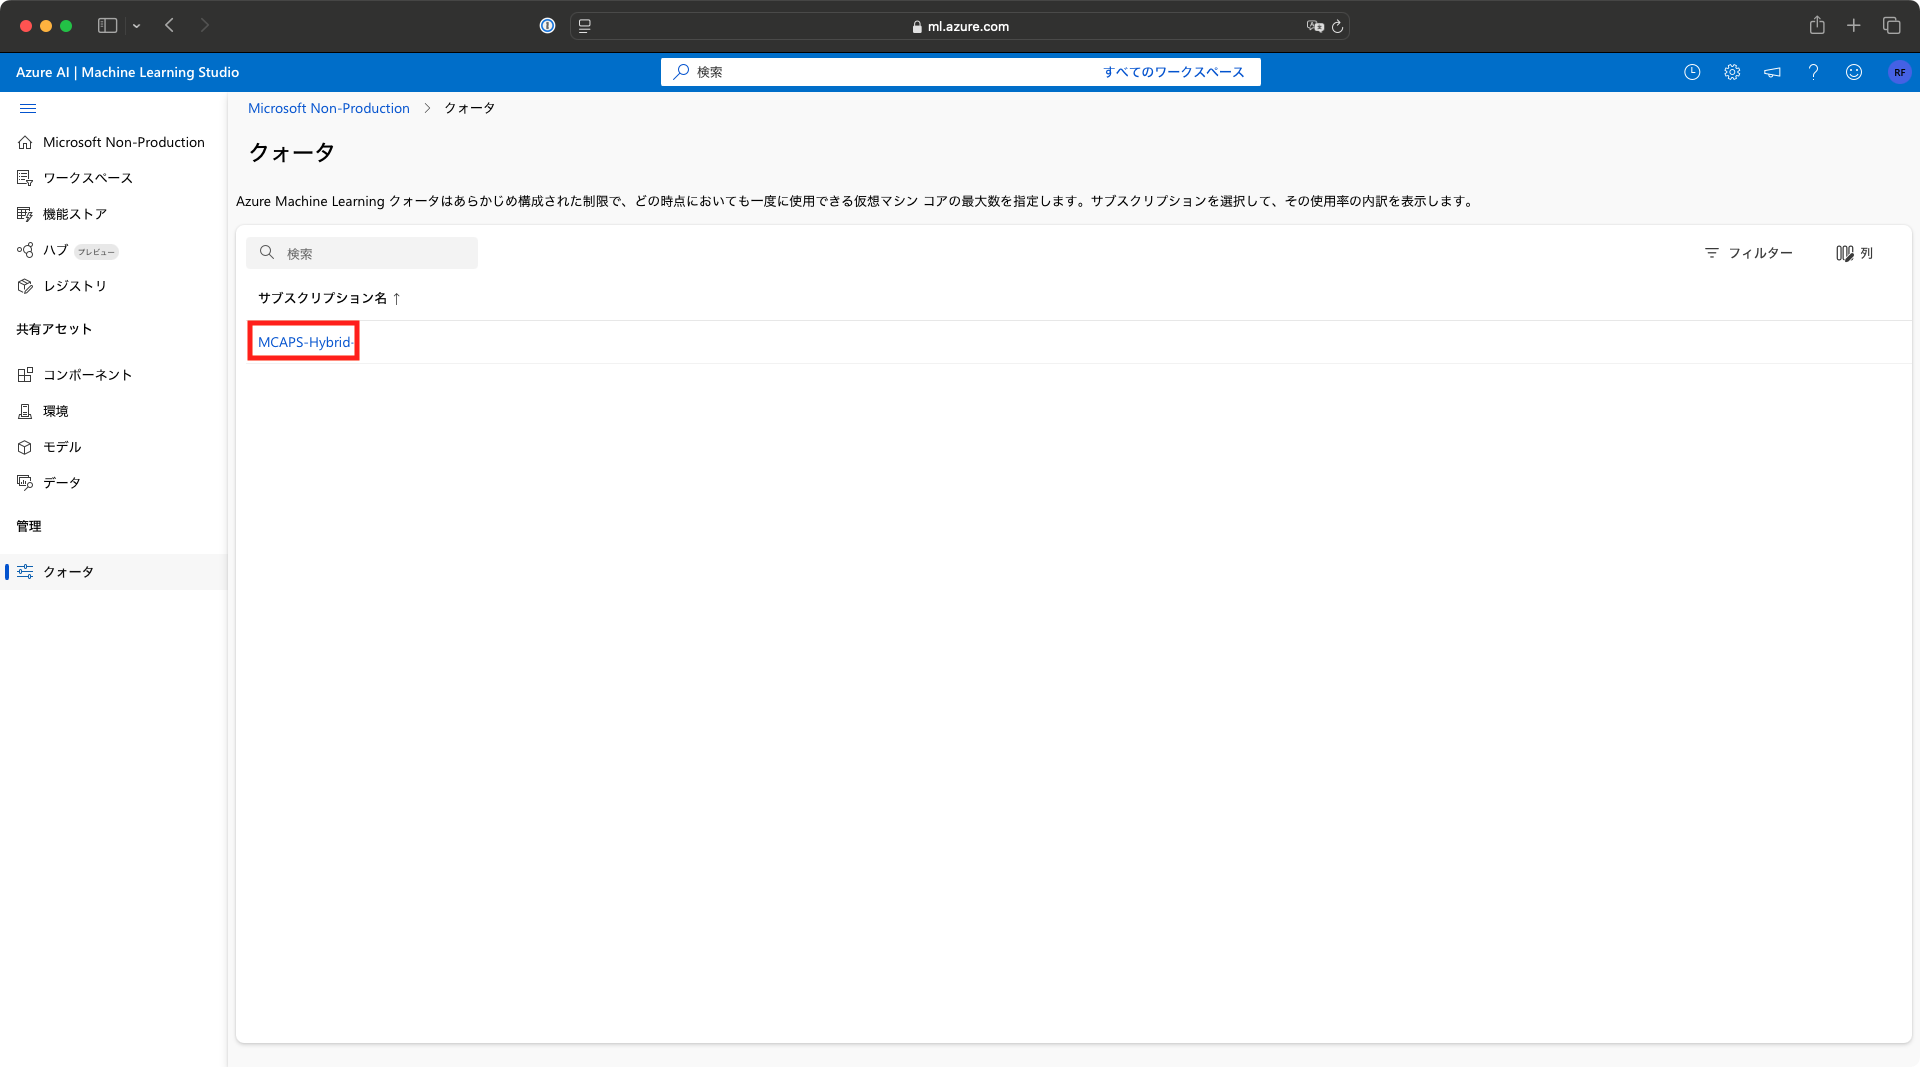 ml.azure.com
Azure AI | Machine Learning Studio
検索
すべてのワークスペース
RF
Microsoft Non-Production
クォータ
Microsoft Non-Production
ワークスペース
機能ストア
ハブ プレビュー
レジストリ
共有アセット
コンポーネント
環境
モデル
データ
管理
クォータ
クォータ
Azure Machine Learning クォータはあらかじめ構成された制限で、どの時点においても一度に使用できる仮想マシン コアの最大数を指定します。サブスクリプションを選択して、その使用率の内訳を表示します。
検索
フィルター
列
サブスクリプション名 ↑
MCAPS-Hybrid-